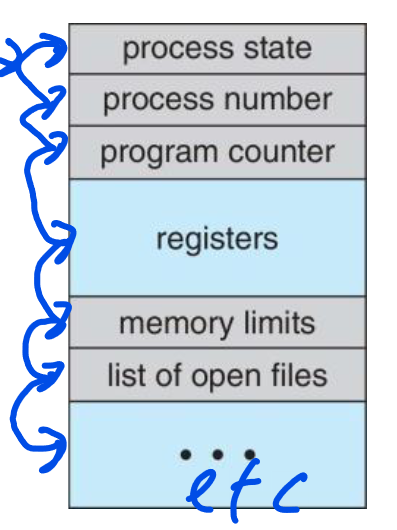 process state
process number
program counter
registers
memory limits
list of open files
• • •
etc